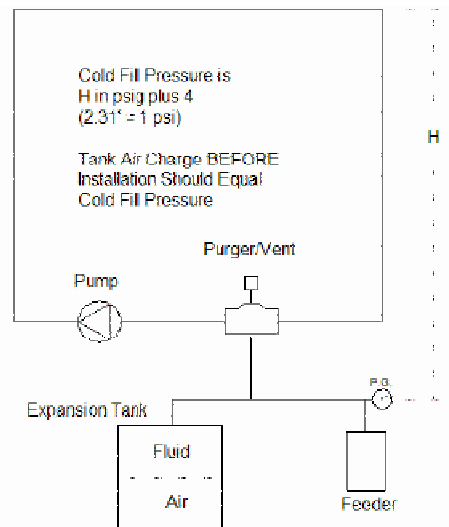 Cold Fill Pressure is
H in psig plus 4
(2.31' = 1 psi)
Tank Air Charge BEFORE
Installation Should Equal
Cold Fill Pressure
H
Purger/Vent
Pump
P.G.
Expansion Tank
Fluid
Air
Feeder